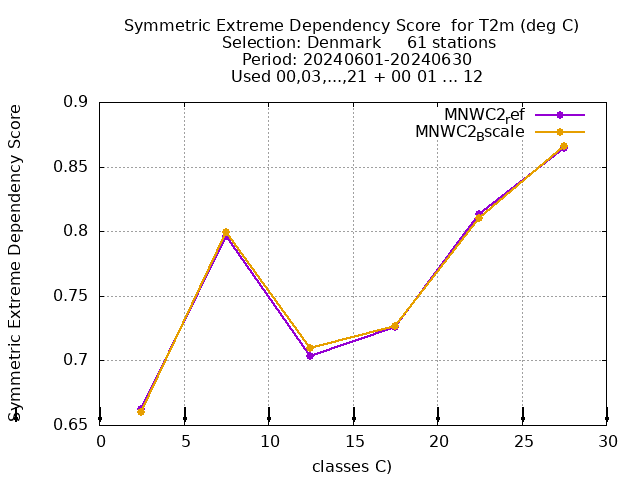 Symmetric Extreme Dependency Score  for T2m (deg C)
Selection: Denmark     61 stations
Period: 20240601-20240630
Used 00,03,...,21 + 00 01 ... 12
Symmetric Extreme Dependency Score
0.9
0.85
0.8
0.75
0.7
0.65
MNWC2ref
MNWC2Bscale
0 5 10 15 20 25 30
classes C)